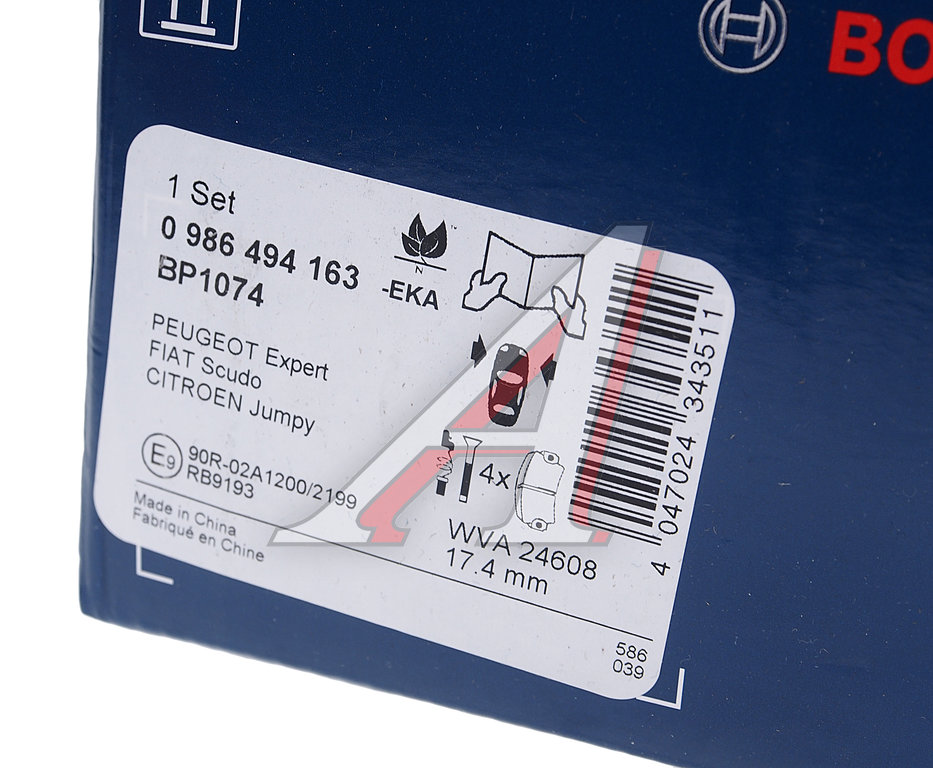 BO
1 Set
0 986 494 163
BP1074
-EKA
N
™
PEUGEOT Expert
FIAT Scudo
CITROEN Jumpy
E9
90R-02A1200/2199
RB9193
Made in China
Fabriqué en Chine
4x
WVA 24608
17.4 mm
4 047024 343511
586
039